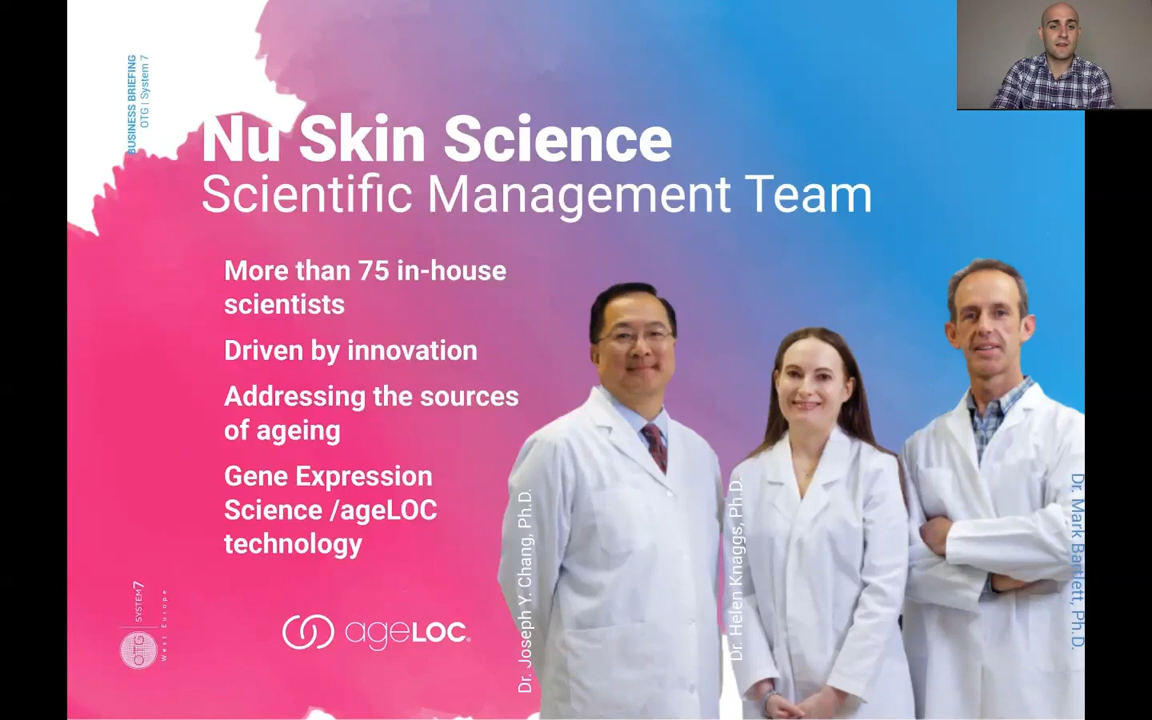 BUSINESS BRIEFING
OTG | System 7
Nu Skin Science
Scientific Management Team
More than 75 in-house
scientists
Driven by innovation
Addressing the sources
of ageing
Gene Expression
Science /ageLOC
technology
ageLOC®
OTG | SYSTEM7
West Europe
Dr. Joseph Y. Chang, Ph.D.
Dr. Helen Knaggs, Ph.D.
Dr. Mark Bartlett, Ph.D.